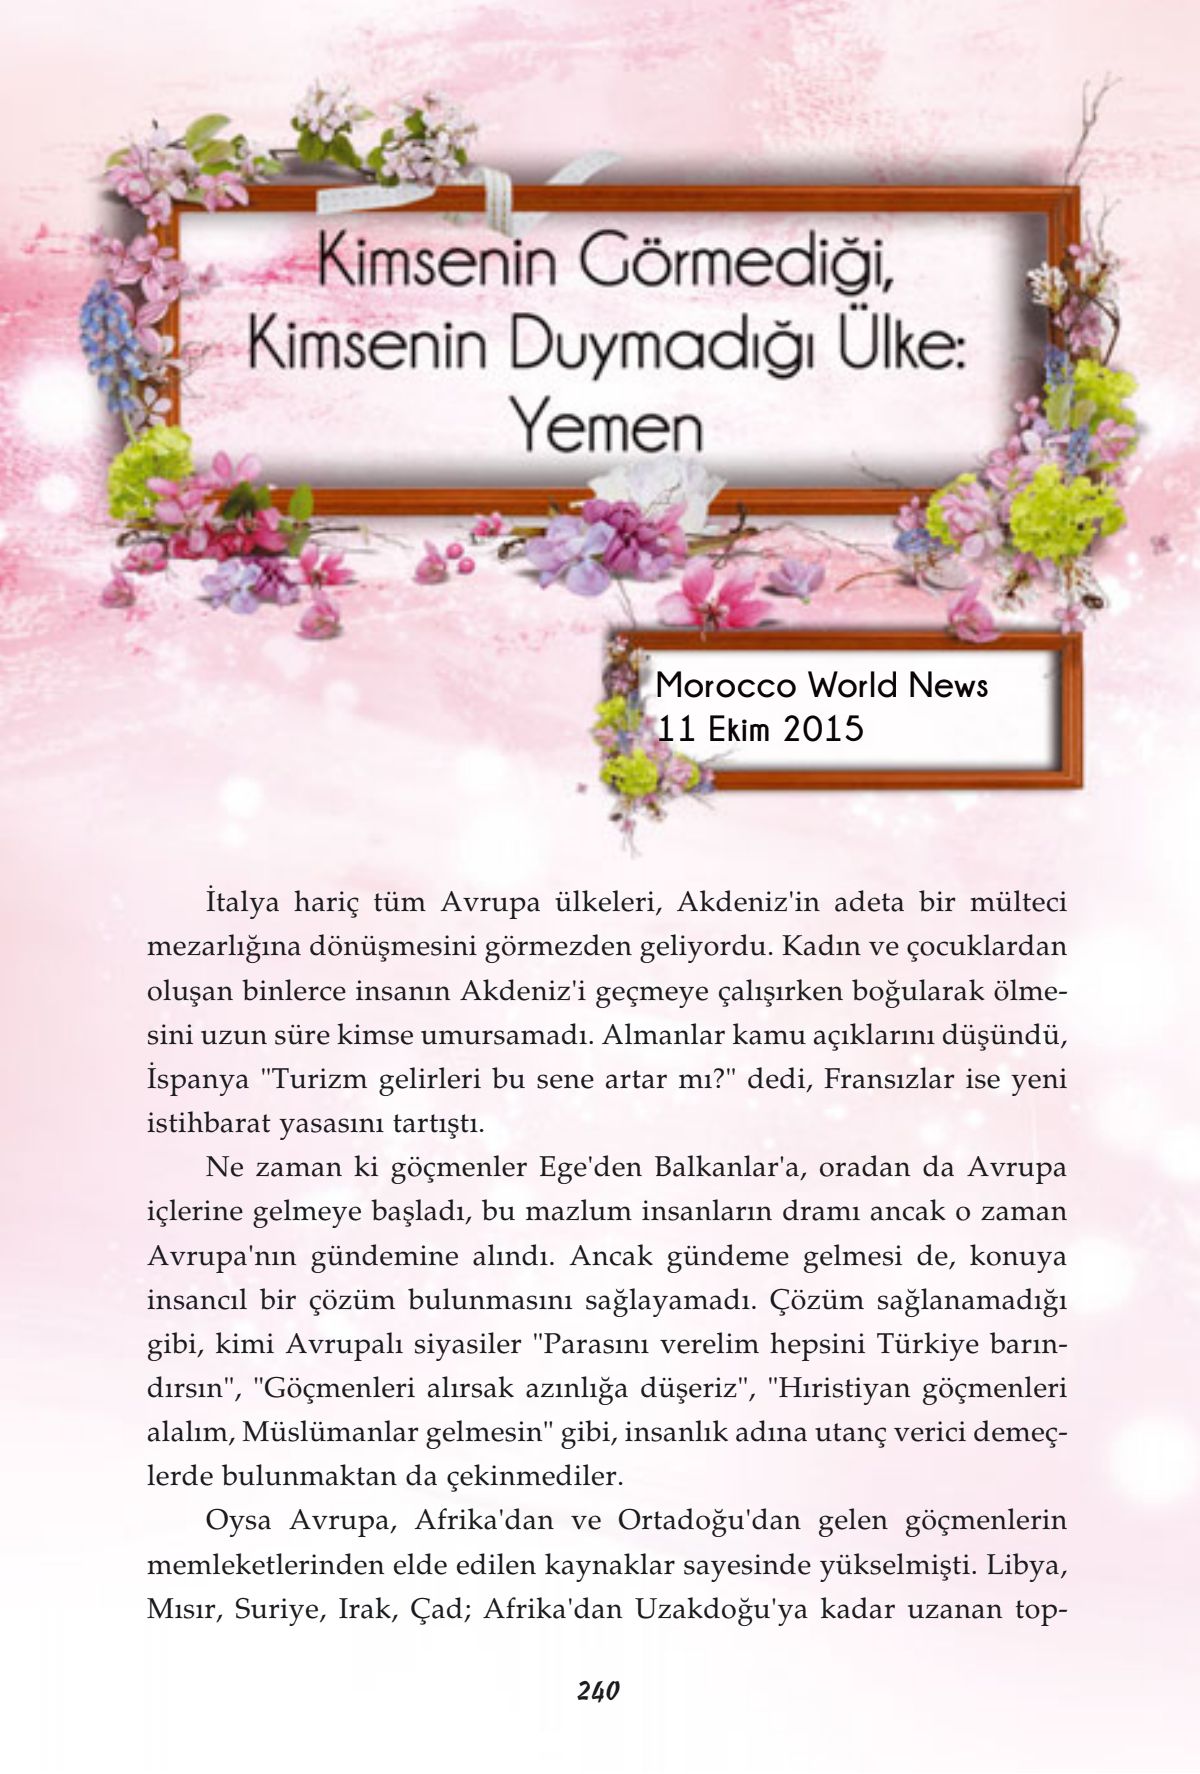 Kimsenin Görmediği,
Kimsenin Duymadığı Ülke:
Yemen
Morocco World News
11 Ekim 2015
İtalya hariç tüm Avrupa ülkeleri, Akdeniz'in adeta bir mülteci
mezarlığına dönüşmesini görmezden geliyordu. Kadın ve çocuklardan
oluşan binlerce insanın Akdeniz'i geçmeye çalışırken boğularak ölme-
sini uzun süre kimse umursamadı. Almanlar kamu açıklarını düşündü,
İspanya "Turizm gelirleri bu sene artar mı?" dedi, Fransızlar ise yeni
istihbarat yasasını tartıştı.
Ne zaman ki göçmenler Ege'den Balkanlar'a, oradan da Avrupa
içlerine gelmeye başladı, bu mazlum insanların dramı ancak o zaman
Avrupa'nın gündemine alındı. Ancak gündeme gelmesi de, konuya
insancıl bir çözüm bulunmasını sağlayamadı. Çözüm sağlanamadığı
gibi, kimi Avrupalı siyasiler "Parasını verelim hepsini Türkiye barın-
dırsın", "Göçmenleri alırsak azınlığa düşeriz", "Hıristiyan göçmenleri
alalım, Müslümanlar gelmesin" gibi, insanlık adına utanç verici demeç-
lerde bulunmaktan da çekinmediler.
Oysa Avrupa, Afrika'dan ve Ortadoğu'dan gelen göçmenlerin
memleketlerinden elde edilen kaynaklar sayesinde yükselmişti. Libya,
Mısır, Suriye, Irak, Çad; Afrika'dan Uzakdoğu'ya kadar uzanan top-
240